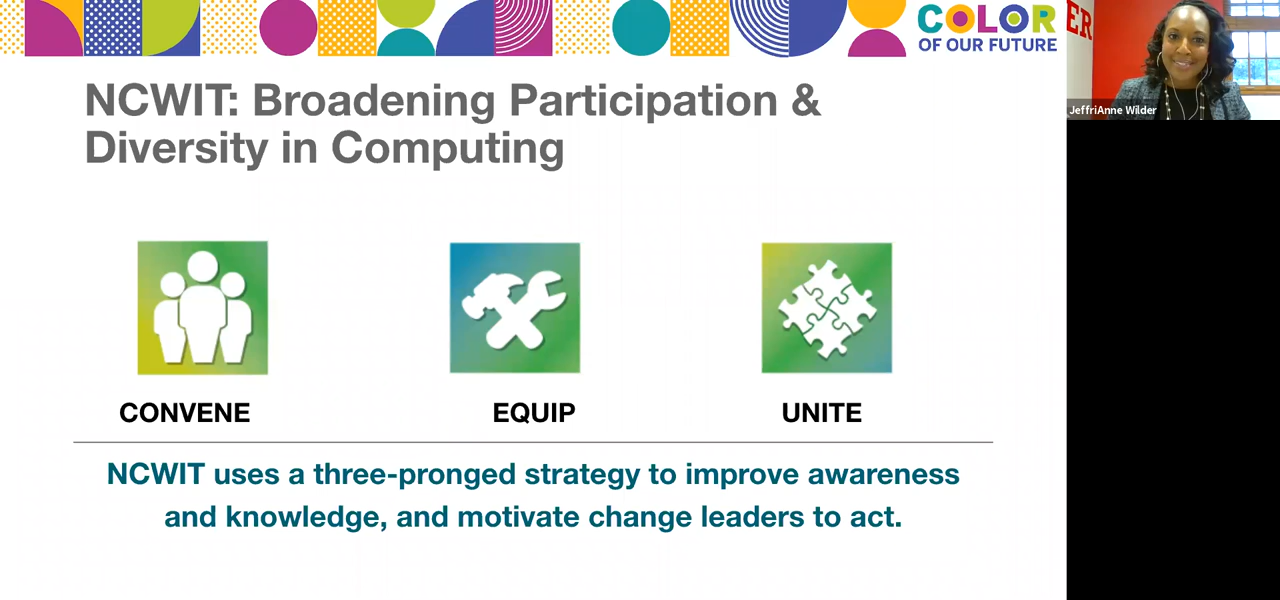 COLOR
OF OUR FUTURE
ER
JeffriAnne Wilder
NCWIT: Broadening Participation &
Diversity in Computing
CONVENE
EQUIP
UNITE
NCWIT uses a three-pronged strategy to improve awareness
and knowledge, and motivate change leaders to act.